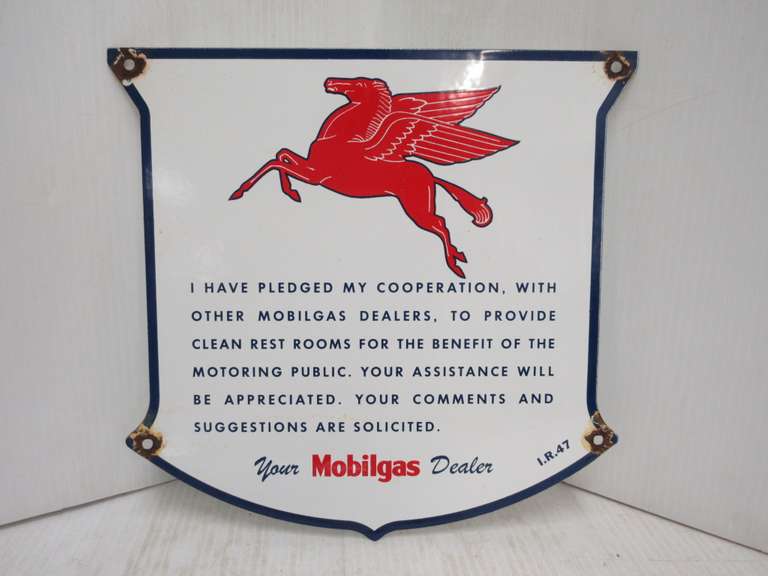 I HAVE PLEDGED MY COOPERATION, WITH
OTHER MOBILGAS DEALERS, TO PROVIDE
CLEAN REST ROOMS FOR THE BENEFIT OF THE
MOTORING PUBLIC. YOUR ASSISTANCE WILL
BE APPRECIATED. YOUR COMMENTS AND
SUGGESTIONS ARE SOLICITED.
Your Mobilgas Dealer
I.R.47